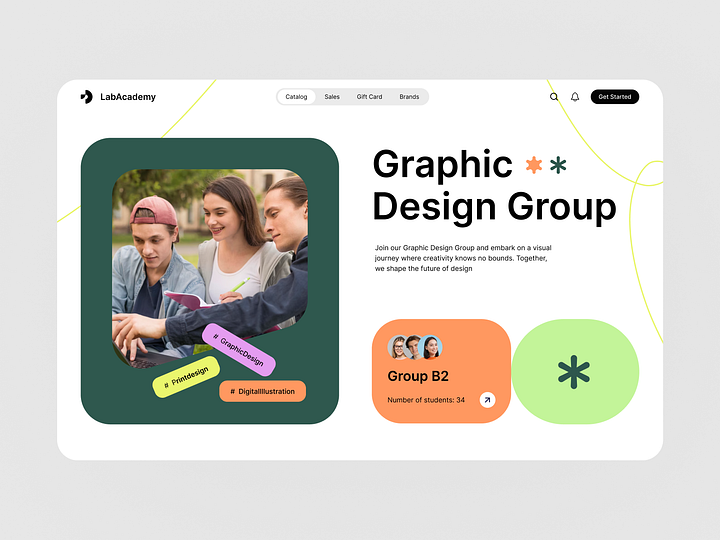 LabAcademy
Catalog Sales Gift Card Brands
Get Started
Graphic
Design Group
Join our Graphic Design Group and embark on a visual
journey where creativity knows no bounds. Together,
we shape the future of design
# GraphicDesign
# Printdesign
# DigitalIllustration
Group B2
Number of students: 34